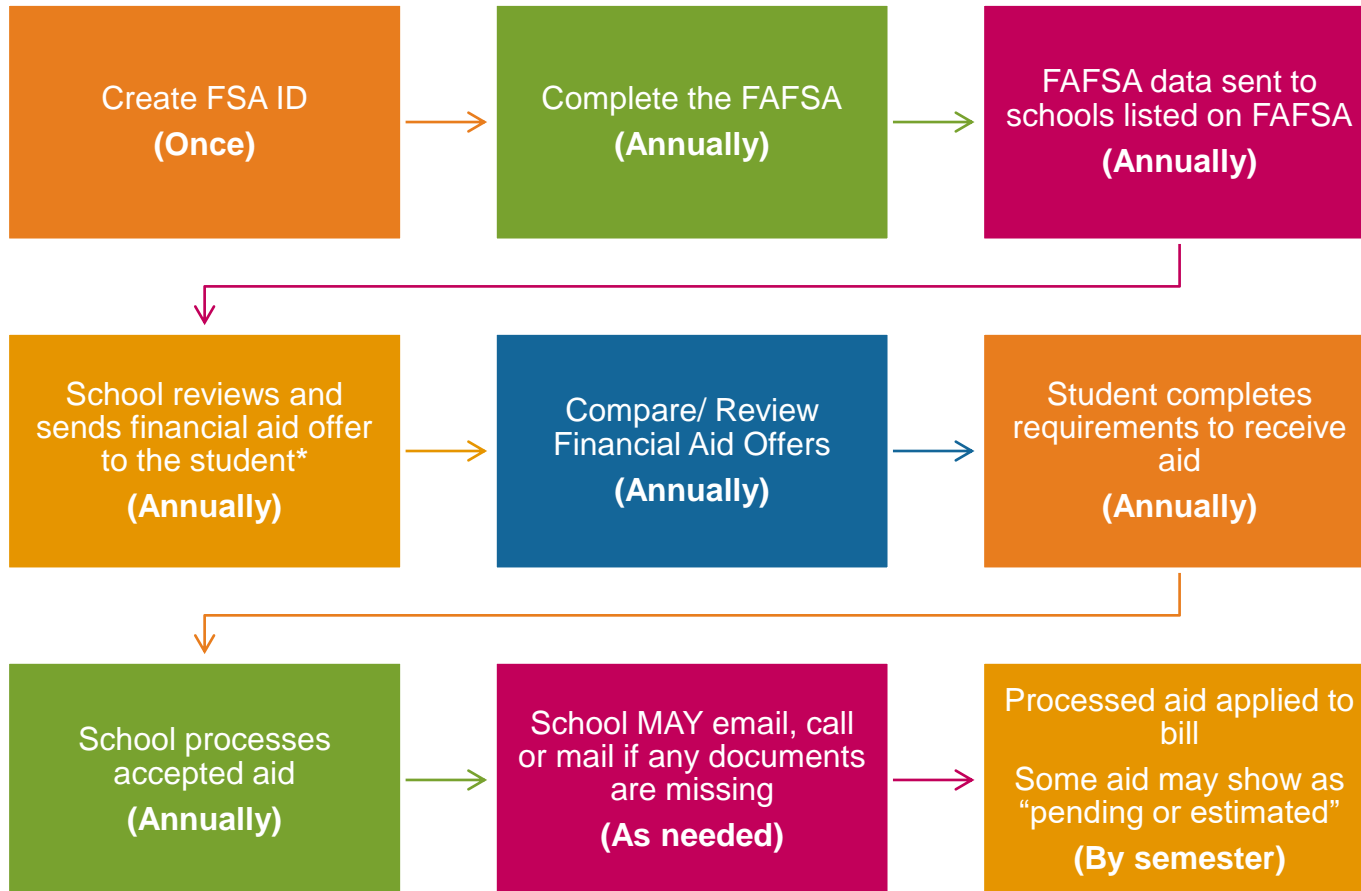 Create FSA ID
(Once)
Complete the FAFSA
(Annually)
FAFSA data sent to
schools listed on FAFSA
(Annually)
School reviews and
sends financial aid offer
to the student*
(Annually)
Compare/ Review
Financial Aid Offers
(Annually)
Student completes
requirements to receive
aid
(Annually)
School processes
accepted aid
(Annually)
School MAY email, call
or mail if any documents
are missing
(As needed)
Processed aid applied to
bill
Some aid may show as
“pending or estimated”
(By semester)